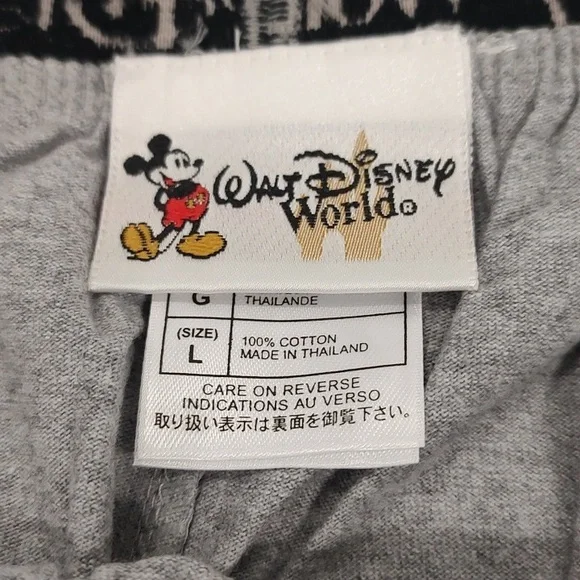 Walt Disney
World®
G
THAILANDE
(SIZE)
L
100% COTTON
MADE IN THAILAND
CARE ON REVERSE
INDICATIONS AU VERSO
取り扱い表示は裏面を御覧下さい。